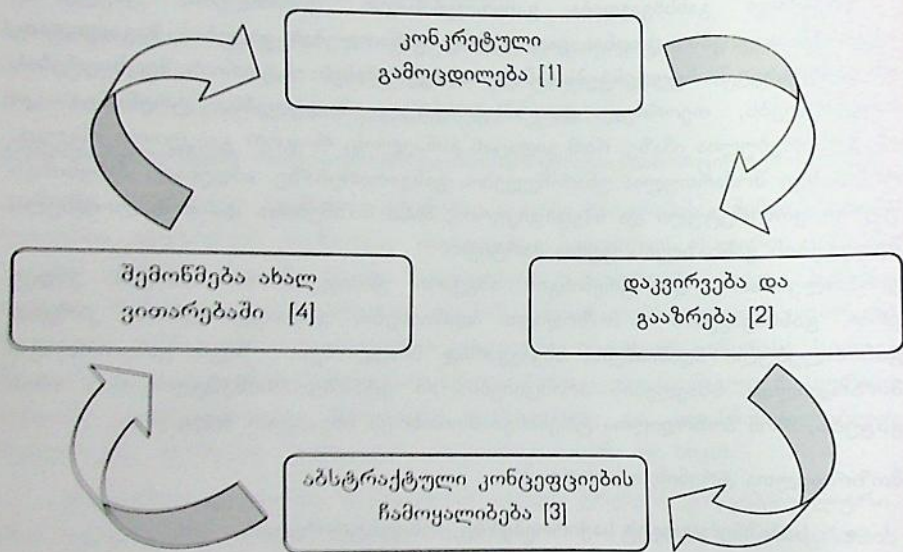 კონკრეტული
გამოცდილება [1]
დაკვირვება და
გააზრება [2]
აბსტრაქტული კონცეფციების
ჩამოყალიბება [3]
შემოწმება ახალ
ვითარებაში [4]